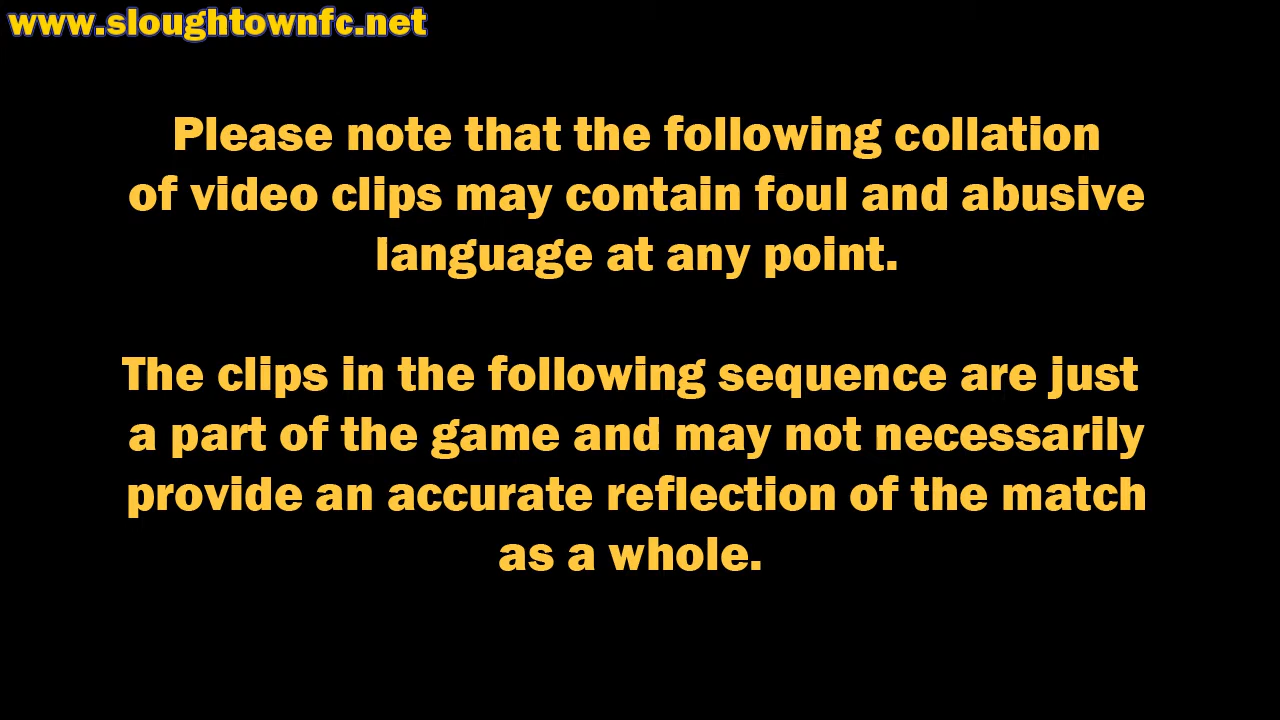 www.sloughtownfc.net
Please note that the following collation
of video clips may contain foul and abusive
language at any point.
The clips in the following sequence are just
a part of the game and may not necessarily
provide an accurate reflection of the match
as a whole.